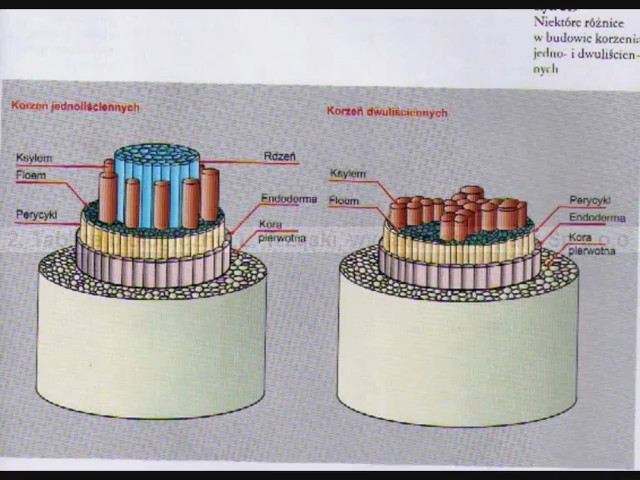 Niektóre różnice
w budowie korzenia
jedno- i dwuliścien-
nych
Korzeń jednoliściennych
Korzeń dwuliściennych
Ksylem
Floem
Perycykl
Rdzeń
Endoderma
Kora
pierwotna
Ksylem
Floem
Perycykl
Endoderma
Kora
pierwotna